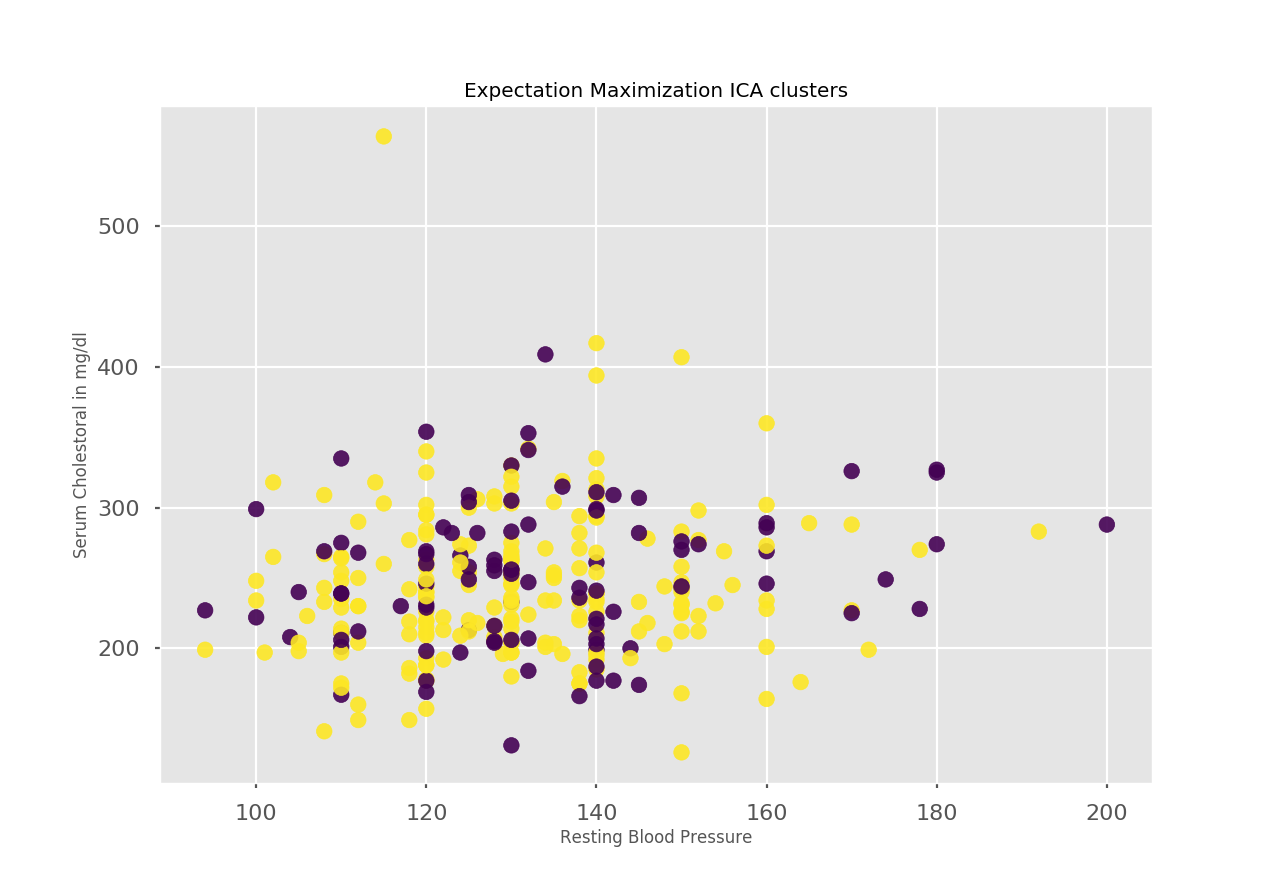 Expectation Maximization ICA clusters
500
400
300
200
Serum Cholestoral in mg/dl
100 120 140 160 180 200
Resting Blood Pressure